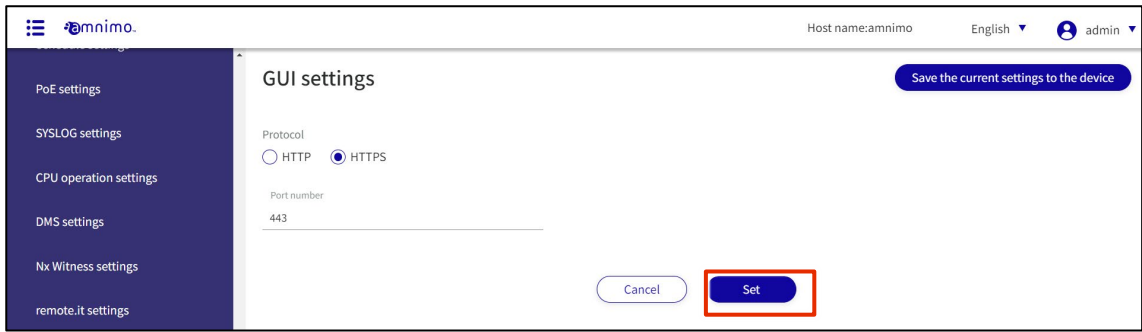 amnimo
Host name:amnimo
English
admin
PoE settings
SYSLOG settings
CPU operation settings
DMS settings
Nx Witness settings
remote.it settings
GUI settings
Save the current settings to the device
Protocol
HTTP
HTTPS
Port number
443
Cancel
Set